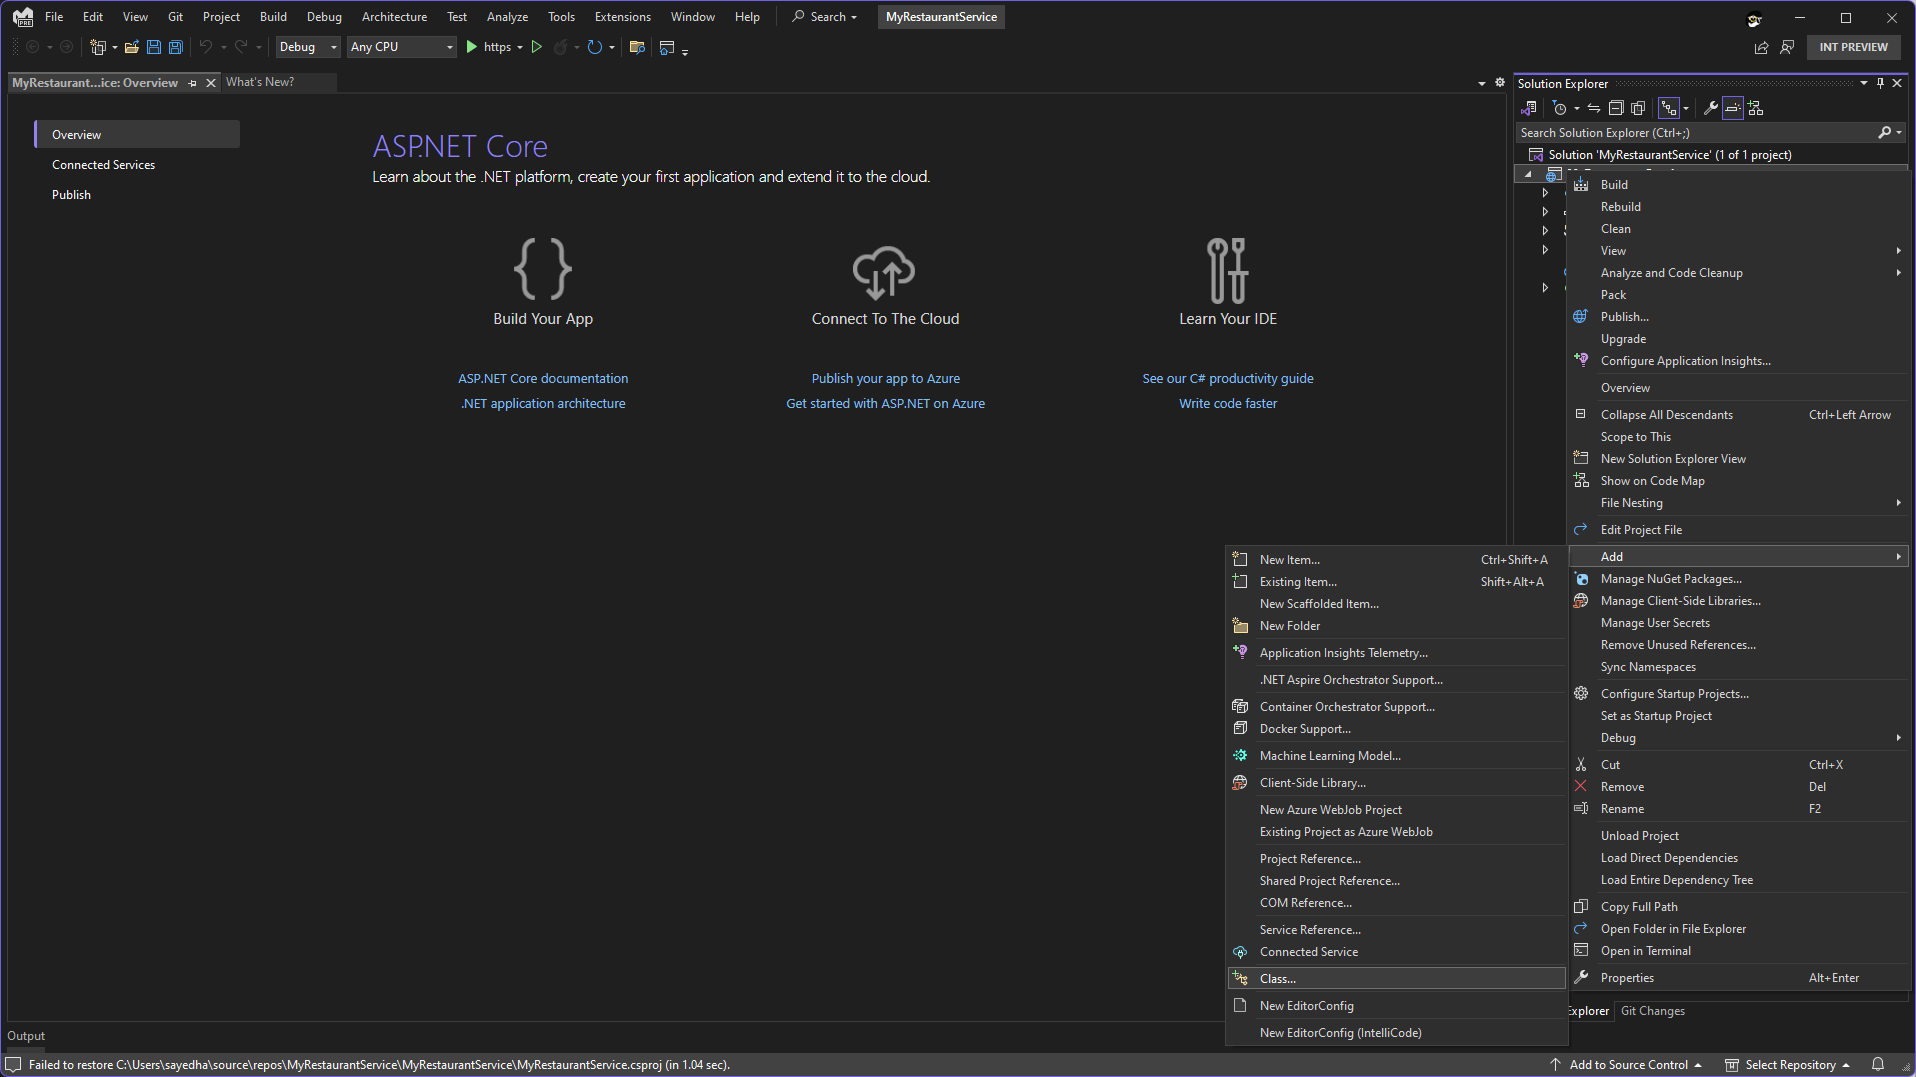 File Edit View Git Project Build Debug Architecture Test Analyze Tools Extensions Window Help Search MyRestaurantService
Debug Any CPU https INT PREVIEW
MyRestaurant...ice: Overview What's New?
Overview
Connected Services
Publish
ASP.NET Core
Learn about the .NET platform, create your first application and extend it to the cloud.
Build Your App
ASP.NET Core documentation
.NET application architecture
Connect To The Cloud
Publish your app to Azure
Get started with ASP.NET on Azure
Learn Your IDE
See our C# productivity guide
Write code faster
Solution Explorer
Search Solution Explorer (Ctrl+;)
Solution 'MyRestaurantService' (1 of 1 project)
Build
Rebuild
Clean
View
Analyze and Code Cleanup
Pack
Publish...
Upgrade
Configure Application Insights...
Overview
Collapse All Descendants Ctrl+Left Arrow
Scope to This
New Solution Explorer View
Show on Code Map
File Nesting
Edit Project File
Add
Manage NuGet Packages...
Manage Client-Side Libraries...
Manage User Secrets
Remove Unused References...
Sync Namespaces
Configure Startup Projects...
Set as Startup Project
Debug
Cut Ctrl+X
Remove Del
Rename F2
Unload Project
Load Direct Dependencies
Load Entire Dependency Tree
Copy Full Path
Open Folder in File Explorer
Open in Terminal
Properties Alt+Enter
New Item... Ctrl+Shift+A
Existing Item... Shift+Alt+A
New Scaffolded Item...
New Folder
Application Insights Telemetry...
.NET Aspire Orchestrator Support...
Container Orchestrator Support...
Docker Support...
Machine Learning Model...
Client-Side Library...
New Azure WebJob Project
Existing Project as Azure WebJob
Project Reference...
Shared Project Reference...
COM Reference...
Service Reference...
Connected Service
Class...
New EditorConfig
New EditorConfig (IntelliCode)
Explorer Git Changes
Output
Failed to restore C:\Users\sayedha\source\repos\MyRestaurantService\MyRestaurantService\MyRestaurantService.csproj (in 1.04 sec).
Add to Source Control Select Repository